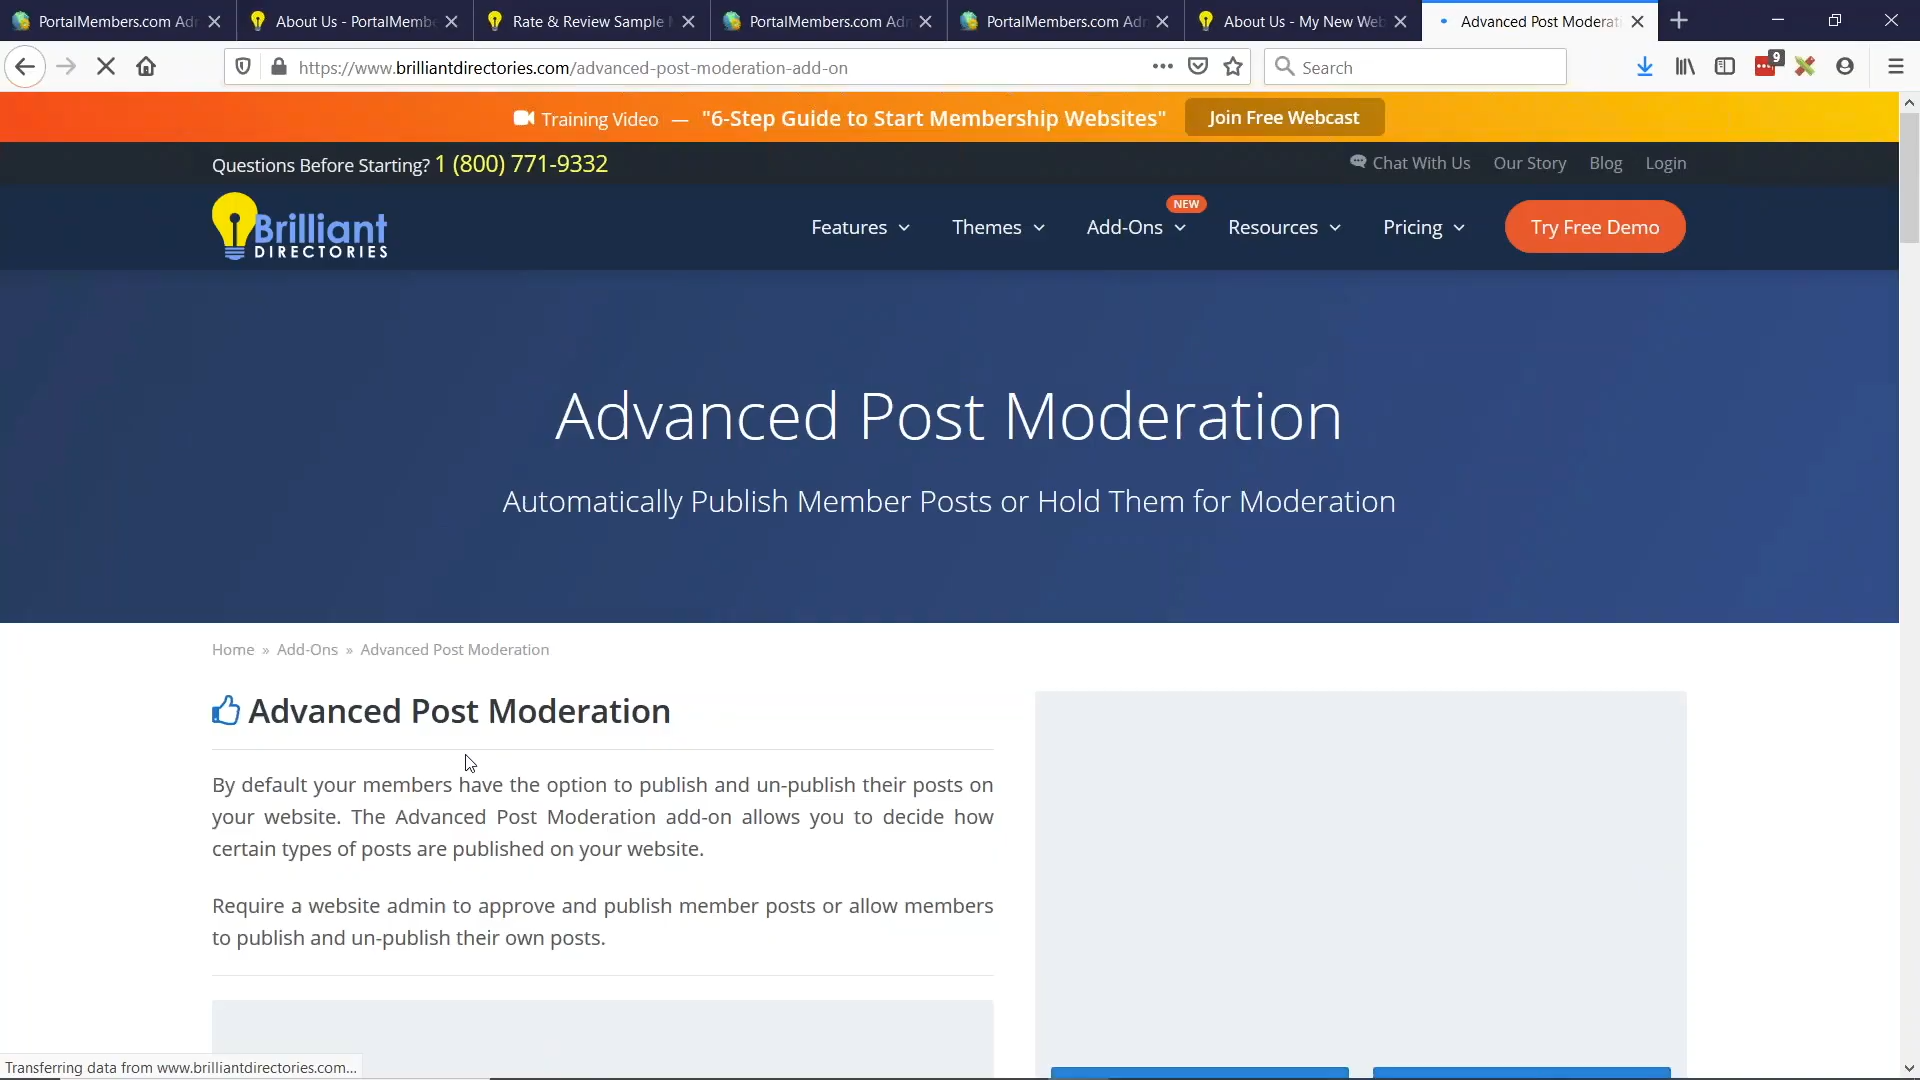 PortalMembers.com Adr
About Us - PortalMembe
Rate & Review Sample
PortalMembers.com Adr
PortalMembers.com Adr
About Us - My New Web
Advanced Post Moderati
https://www.brilliantdirectories.com/advanced-post-moderation-add-on
Search
9
Training Video — "6-Step Guide to Start Membership Websites" Join Free Webcast
Questions Before Starting? 1 (800) 771-9332
Chat With Us Our Story Blog Login
Brilliant
DIRECTORIES
NEW
Features Themes Add-Ons Resources Pricing Try Free Demo
Advanced Post Moderation
Automatically Publish Member Posts or Hold Them for Moderation
Home » Add-Ons » Advanced Post Moderation
Advanced Post Moderation
By default your members have the option to publish and un-publish their posts on
your website. The Advanced Post Moderation add-on allows you to decide how
certain types of posts are published on your website.
Require a website admin to approve and publish member posts or allow members
to publish and un-publish their own posts.
Transferring data from www.brilliantdirectories.com...